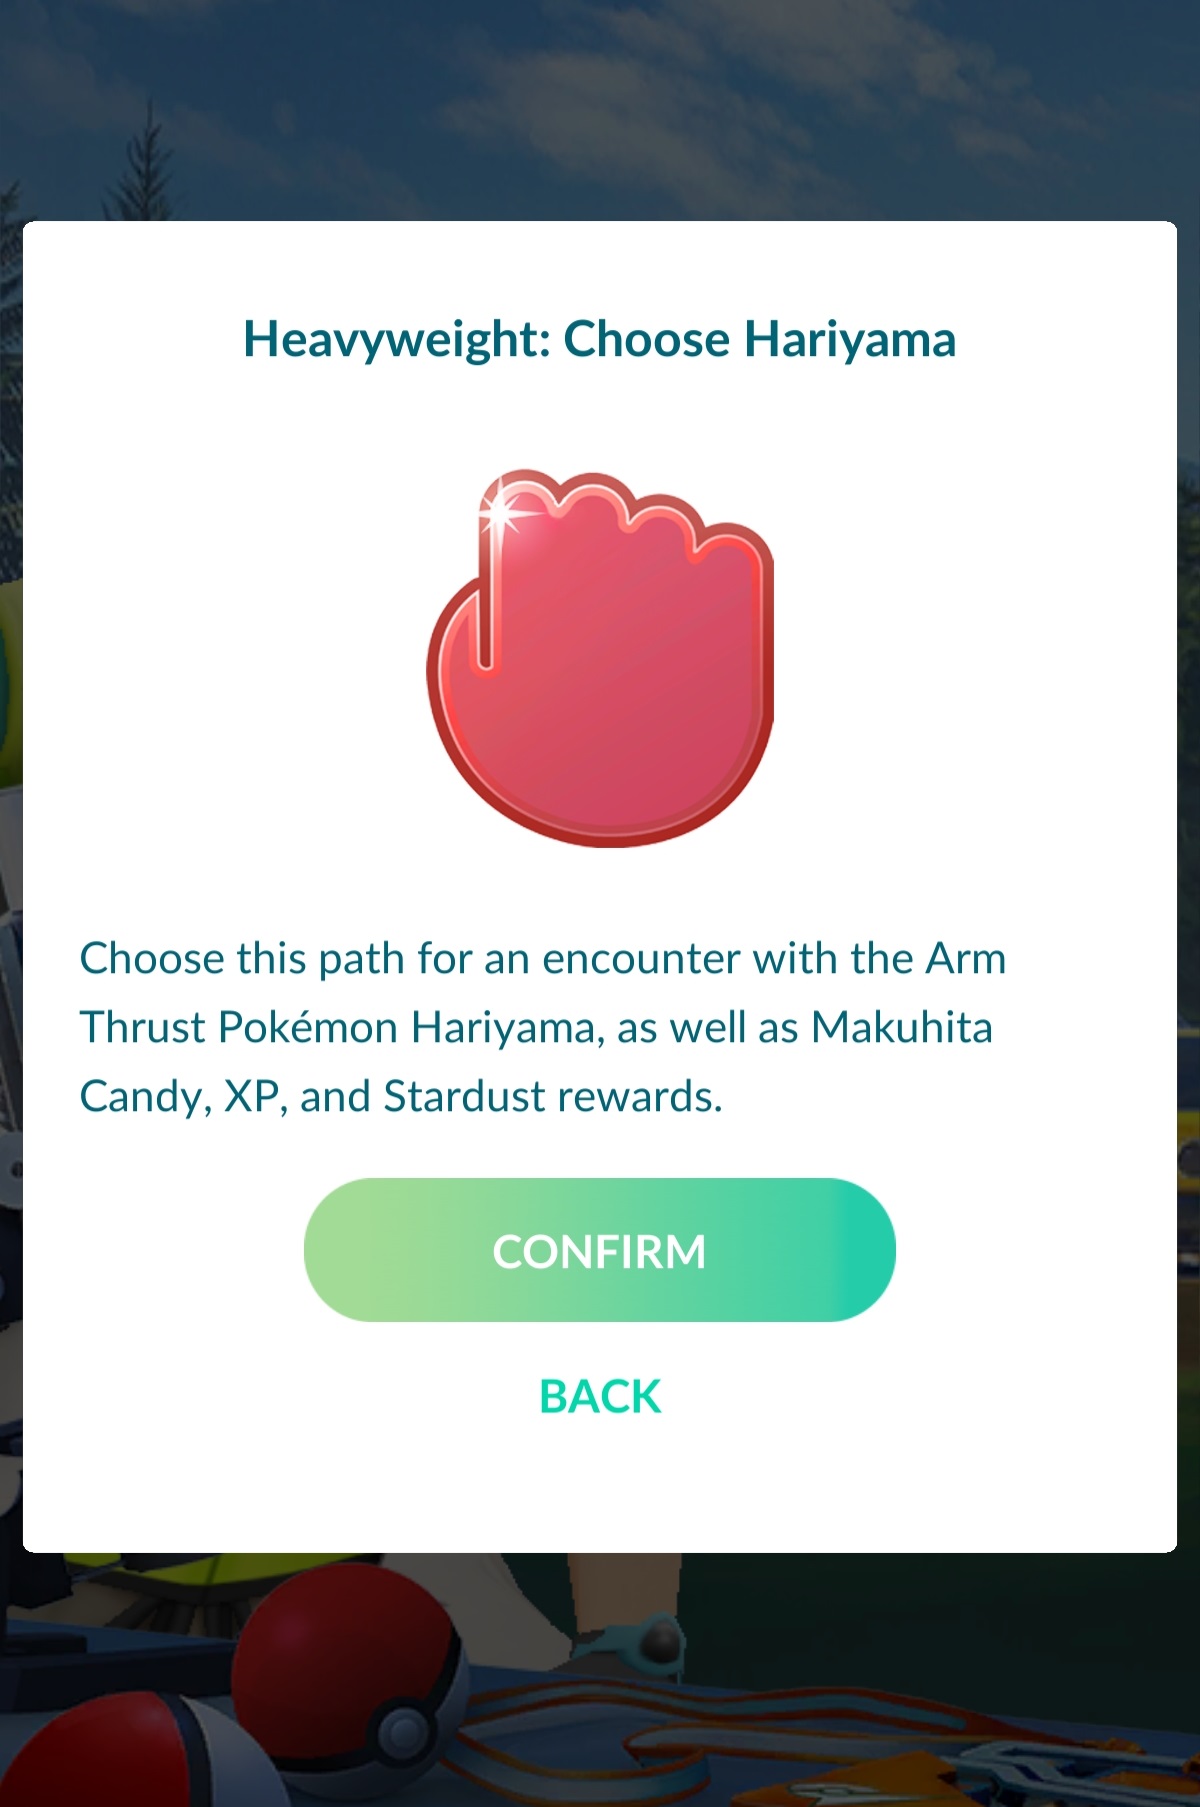 Heavyweight: Choose Hariyama
Choose this path for an encounter with the Arm
Thrust Pokémon Hariyama, as well as Makuhita
Candy, XP, and Stardust rewards.
CONFIRM
BACK